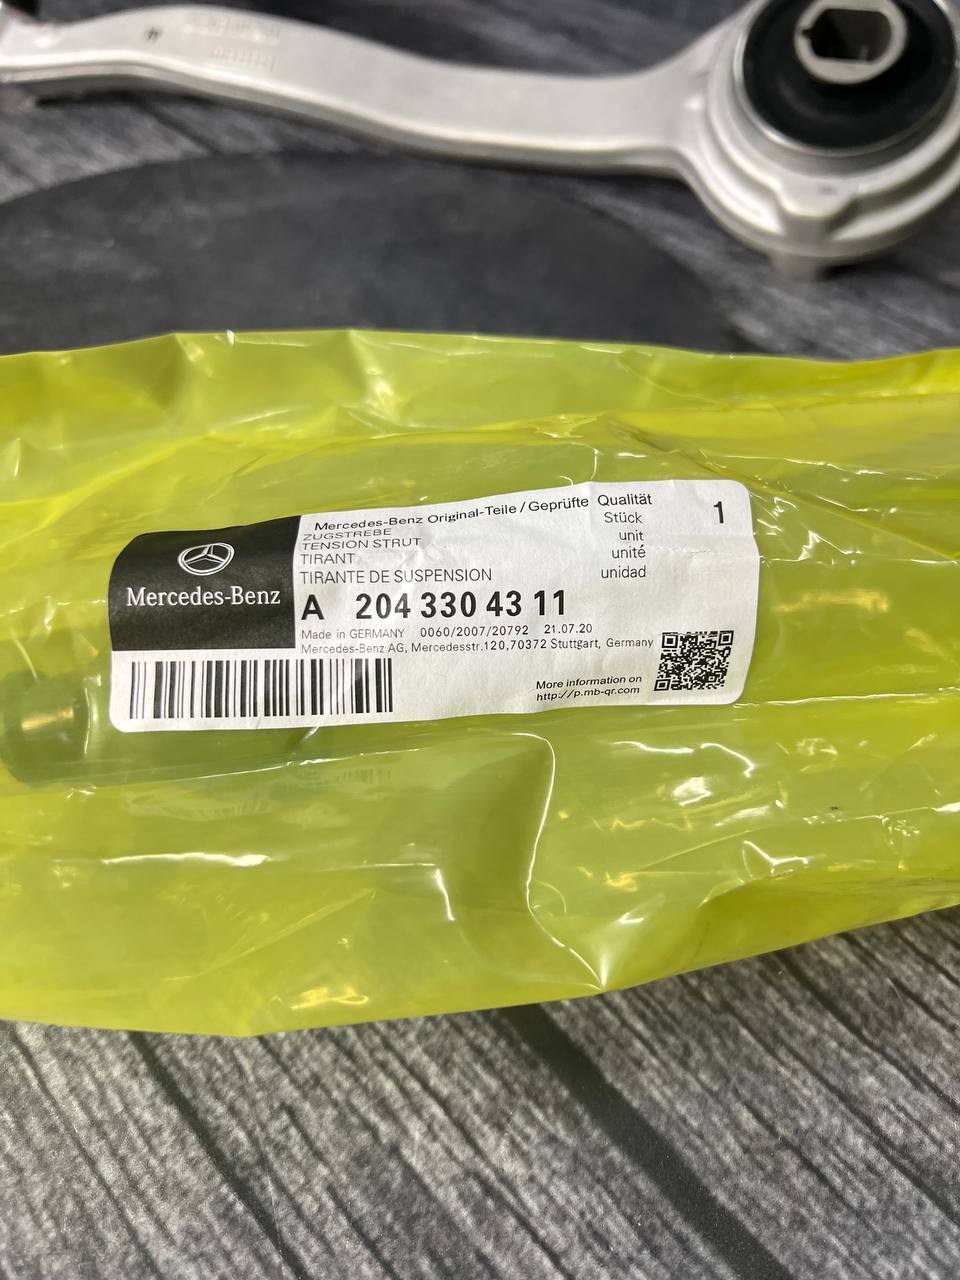 Mercedes-Benz
Mercedes-Benz Original-Teile / Geprüfte Qualität
ZUGSTREBE
TENSION STRUT
TIRANT
TIRANTE DE SUSPENSION
Stück
unit
unité
unidad
1
A 204 330 43 11
Made in GERMANY 0060/2007/20792 21.07.20
Mercedes-Benz AG, Mercedesstr.120,70372 Stuttgart, Germany
More information on
http://p.mb-qr.com